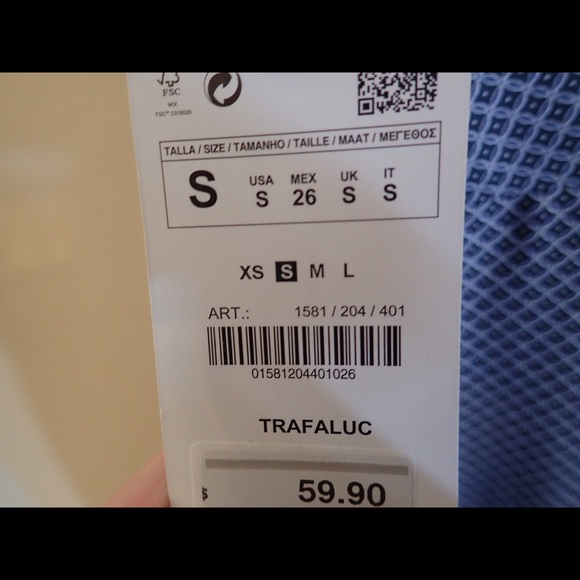 FSC
MIX
TALLA / SIZE / TAMANHO / TAILLE / MAAT / ΜΕΓΕΘΟΣ
S USA S MEX 26 UK S IT S
XS S M L
ART.: 1581 / 204 / 401
01581204401026
TRAFALUC
59.90